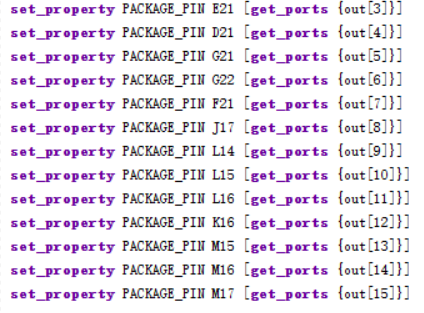 set_property PACKAGE_PIN E21 [get_ports {out[3]}]
set_property PACKAGE_PIN D21 [get_ports {out[4]}]
set_property PACKAGE_PIN G21 [get_ports {out[5]}]
set_property PACKAGE_PIN G22 [get_ports {out[6]}]
set_property PACKAGE_PIN F21 [get_ports {out[7]}]
set_property PACKAGE_PIN J17 [get_ports {out[8]}]
set_property PACKAGE_PIN L14 [get_ports {out[9]}]
set_property PACKAGE_PIN L15 [get_ports {out[10]}]
set_property PACKAGE_PIN L16 [get_ports {out[11]}]
set_property PACKAGE_PIN K16 [get_ports {out[12]}]
set_property PACKAGE_PIN M15 [get_ports {out[13]}]
set_property PACKAGE_PIN M16 [get_ports {out[14]}]
set_property PACKAGE_PIN M17 [get_ports {out[15]}]